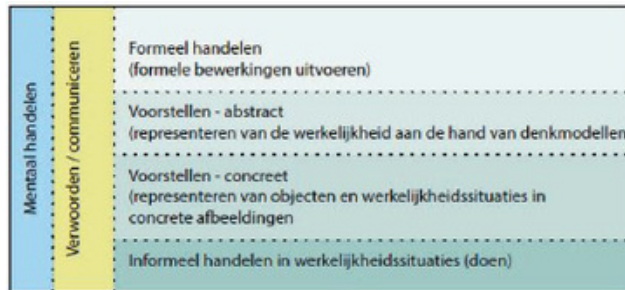 Mentaal handelen
Verwoorden / communiceren
Formeel handelen
(formele bewerkingen uitvoeren)
Voorstellen - abstract
(representeren van de werkelijkheid aan de hand van denkmodellen
Voorstellen - concreet
(representeren van objecten en werkelijkheidssituaties in
concrete afbeeldingen
Informeel handelen in werkelijkheidssituaties (doen)